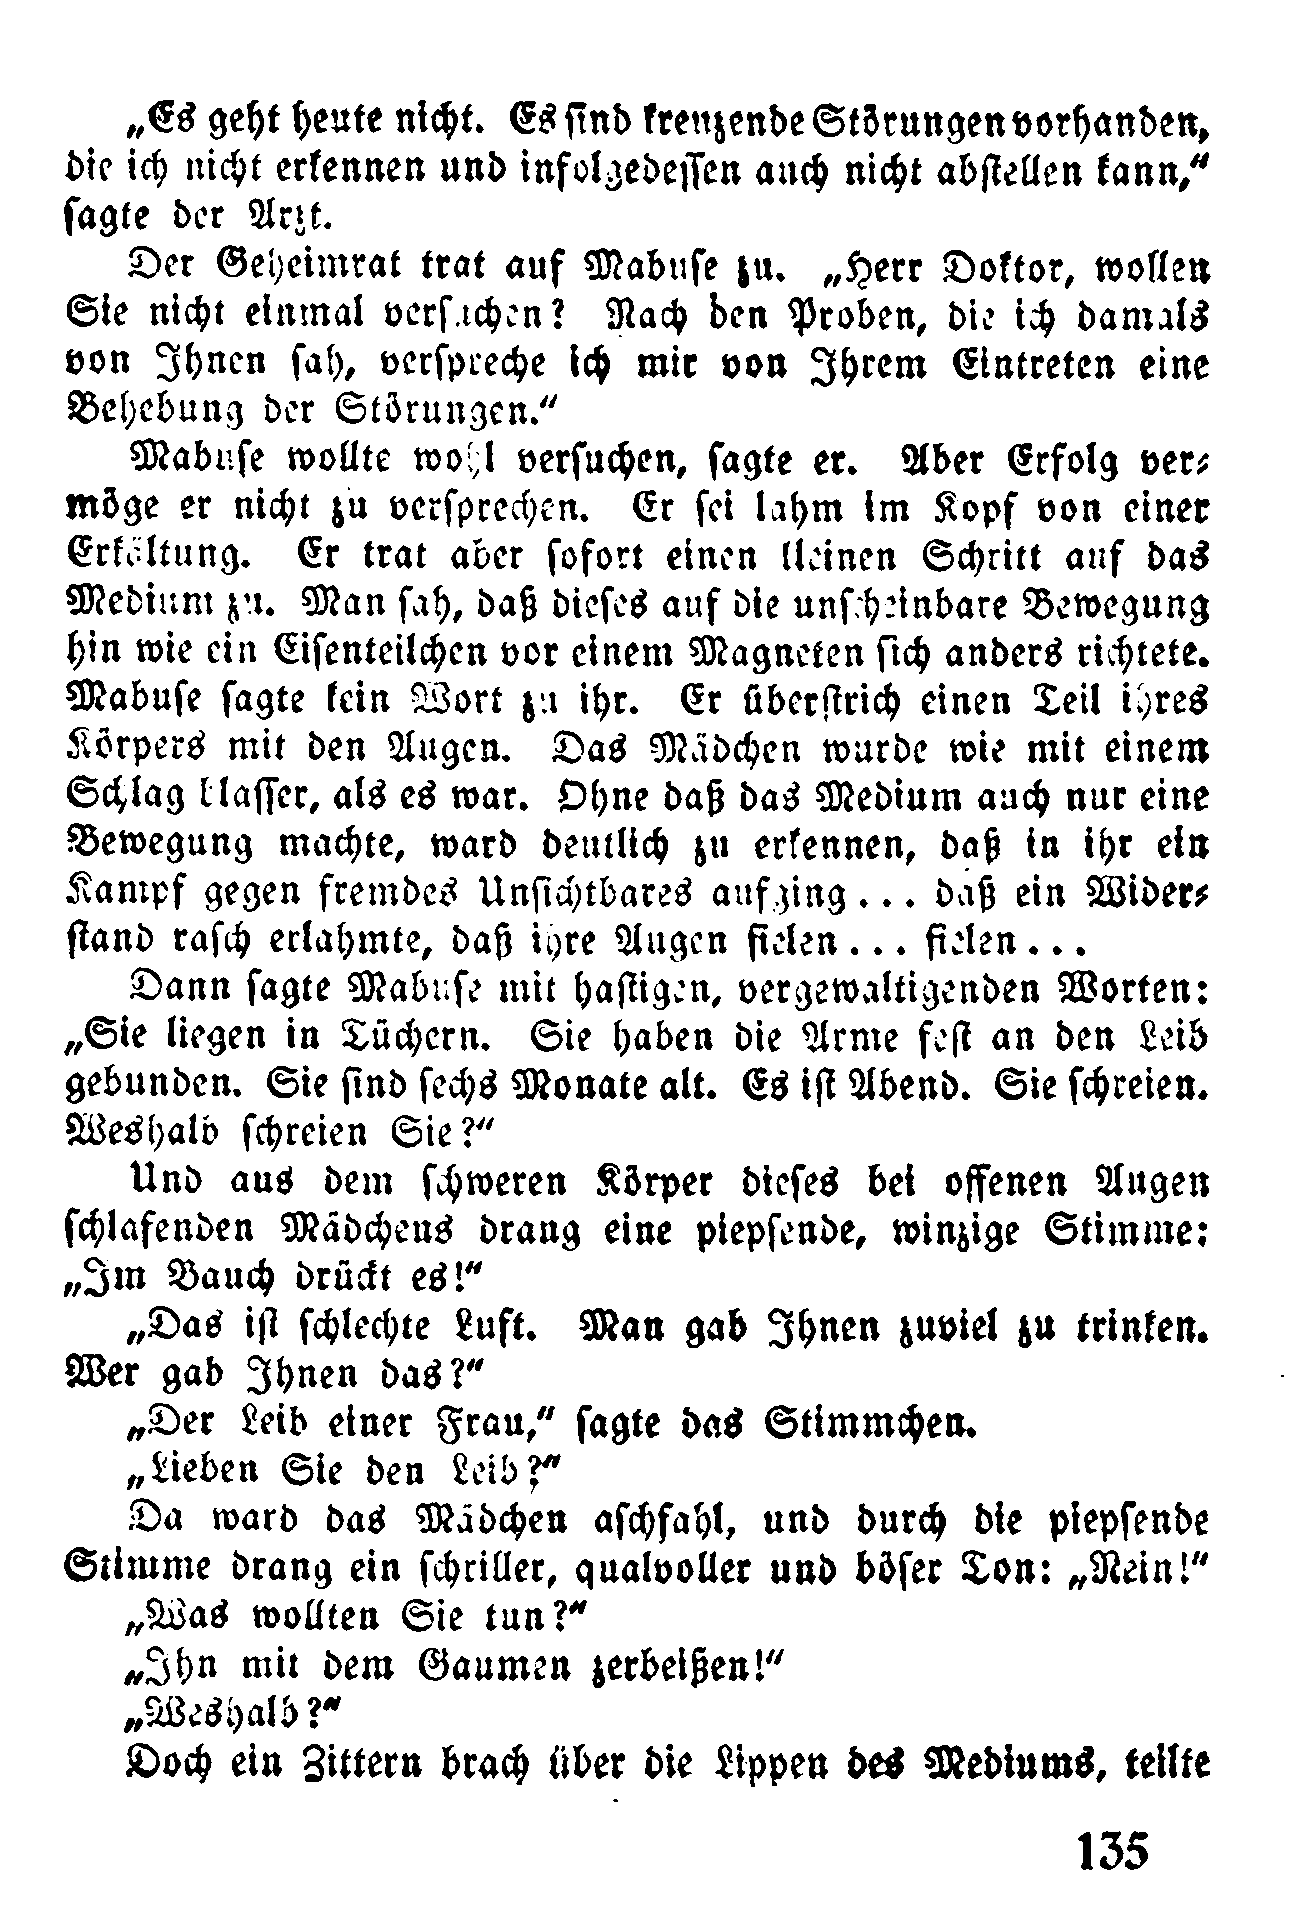 „Es geht heute nicht. Es sind kreuzende Störungen vorhanden,
die ich nicht erkennen und infolgedessen auch nicht abstellen kann,“
sagte der Arzt.
Der Geheimrat trat auf Mabuse zu. „Herr Doktor, wollen
Sie nicht einmal versuchen? Nach den Proben, die ich damals
von Ihnen sah, verspreche ich mir von Ihrem Eintreten eine
Behebung der Störungen.“
Mabuse wollte wohl versuchen, sagte er. Aber Erfolg ver-
möge er nicht zu versprechen. Er sei lahm im Kopf von einer
Erkältung. Er trat aber sofort einen kleinen Schritt auf das
Medium zu. Man sah, daß dieses auf die unscheinbare Bewegung
hin wie ein Eisenteilchen vor einem Magneten sich anders richtete.
Mabuse sagte kein Wort zu ihr. Er überstrich einen Teil ihres
Körpers mit den Augen. Das Mädchen wurde wie mit einem
Schlag blasser, als es war. Ohne daß das Medium auch nur eine
Bewegung machte, ward deutlich zu erkennen, daß in ihr ein
Kampf gegen fremdes Unsichtbares aufging... daß ein Wider-
stand rasch erlahmte, daß ihre Augen fielen... fielen...
Dann sagte Mabuse mit hastigen, vergewaltigenden Worten:
„Sie liegen in Tüchern. Sie haben die Arme fest an den Leib
gebunden. Sie sind sechs Monate alt. Es ist Abend. Sie schreien.
Weshalb schreien Sie?“
Und aus dem schweren Körper dieses bei offenen Augen
schlafenden Mädchens drang eine piepsende, winzige Stimme:
„Im Bauch drückt es!“
„Das ist schlechte Luft. Man gab Ihnen zuviel zu trinken.
Wer gab Ihnen das?“
„Der Leib einer Frau,“ sagte das Stimmchen.
„Lieben Sie den Leib?“
Da ward das Mädchen aschfahl, und durch die piepsende
Stimme drang ein schriller, qualvoller und böser Ton: „Nein!“
„Was wollten Sie tun?“
„Ihn mit dem Gaumen zerbeißen!“
„Weshalb?“
Doch ein Zittern brach über die Lippen des Mediums, teilte
135